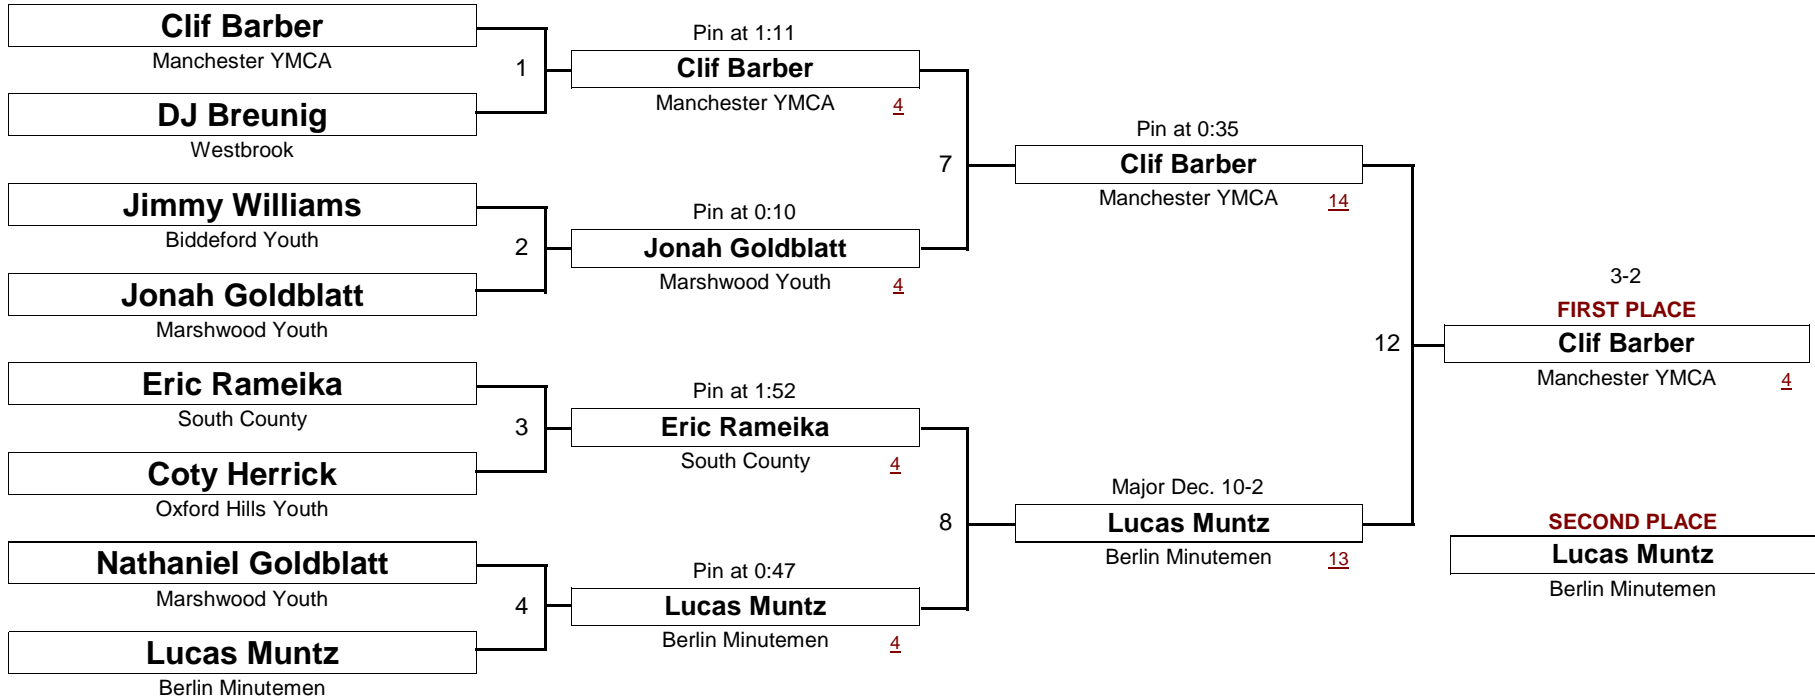 Clif Barber
Manchester YMCA
1
DJ Breunig
Westbrook
Jimmy Williams
Biddeford Youth
2
Jonah Goldblatt
Marshwood Youth
Eric Rameika
South County
3
Coty Herrick
Oxford Hills Youth
Nathaniel Goldblatt
Marshwood Youth
4
Lucas Muntz
Berlin Minutemen
Pin at 1:11
Clif Barber
Manchester YMCA 4
7
Pin at 0:10
Jonah Goldblatt
Marshwood Youth 4
Pin at 1:52
Eric Rameika
South County 4
8
Pin at 0:47
Lucas Muntz
Berlin Minutemen 4
Pin at 0:35
Clif Barber
Manchester YMCA 14
12
Major Dec. 10-2
Lucas Muntz
Berlin Minutemen 13
3-2
FIRST PLACE
Clif Barber
Manchester YMCA 4
SECOND PLACE
Lucas Muntz
Berlin Minutemen